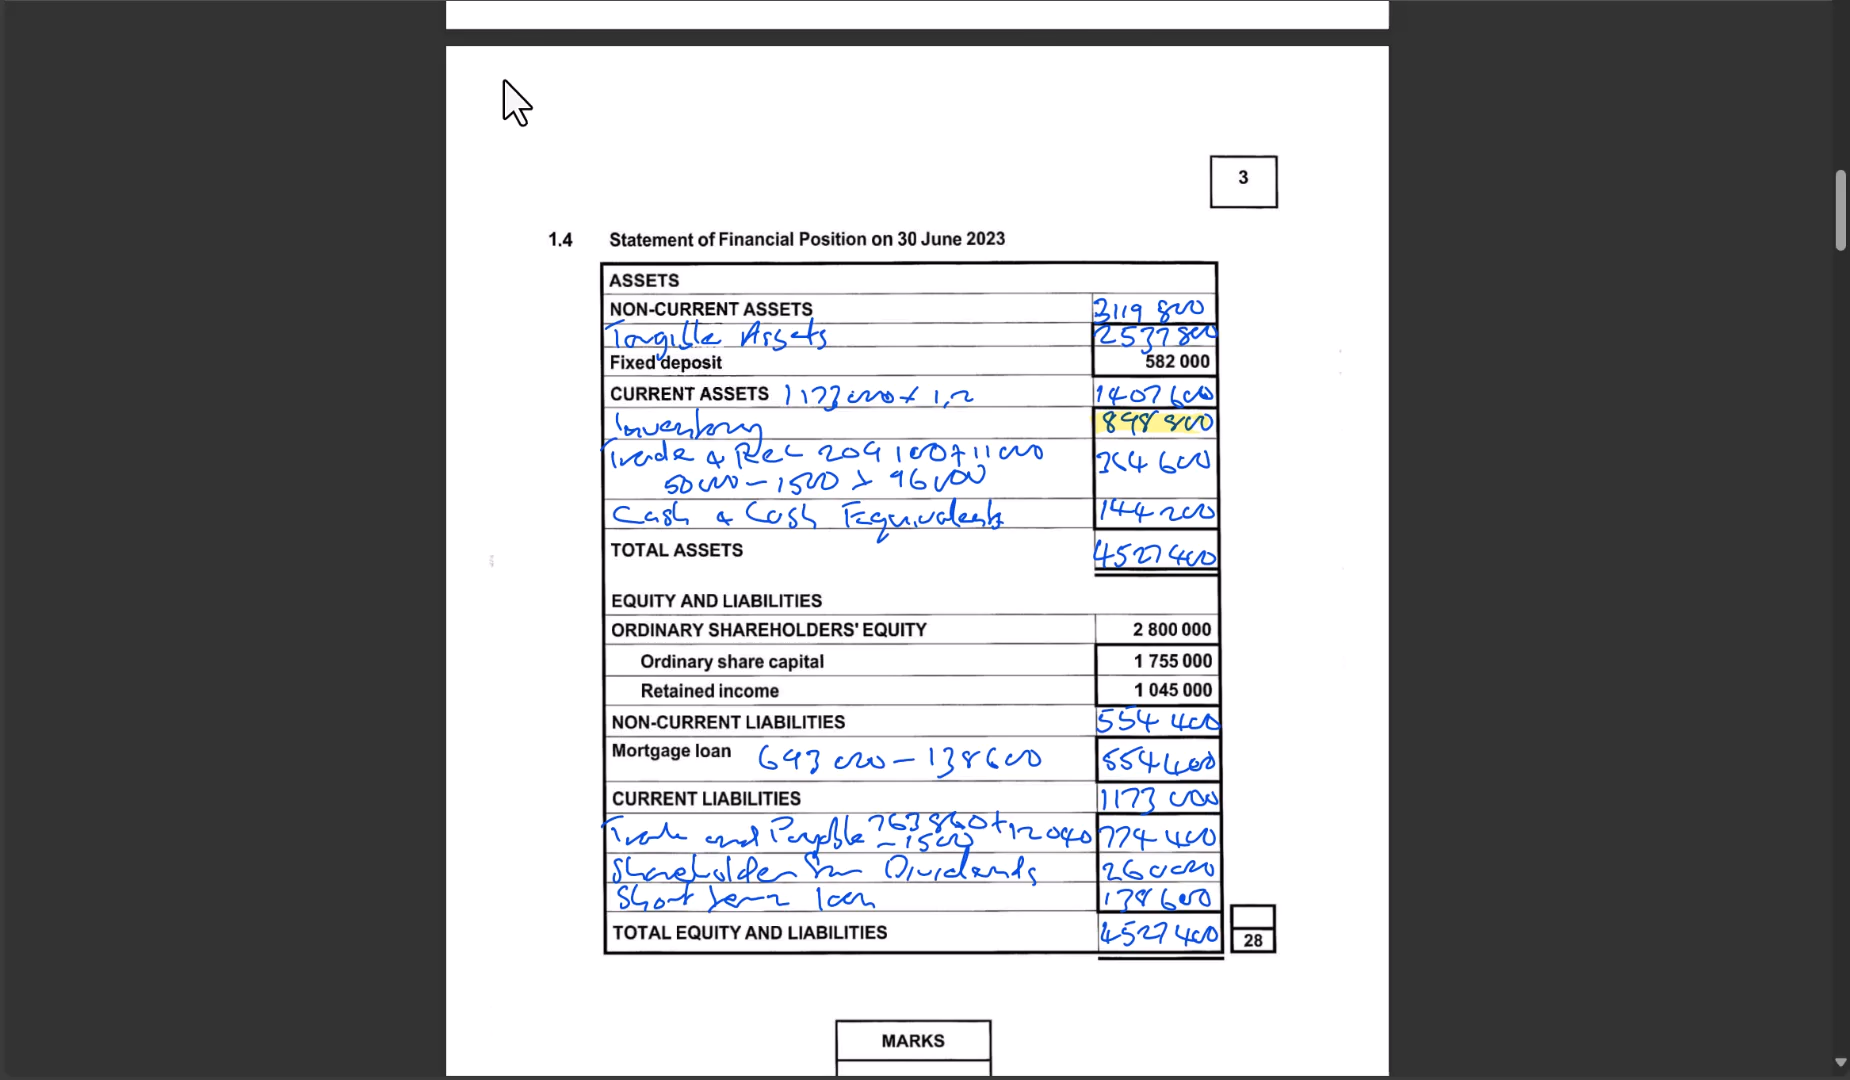 3
1.4 Statement of Financial Position on 30 June 2023
ASSETS
NON-CURRENT ASSETS 3119 800
Tangible Assets 2537 800
Fixed deposit 582 000
CURRENT ASSETS 1173 000 x 1,2 1407 600
Inventory 898 800
Trade & Rec 209 100 + 11 000 364 600
50 000 - 1500 + 96 000
Cash & Cash Equivalents 144 200
TOTAL ASSETS 4527 400
EQUITY AND LIABILITIES
ORDINARY SHAREHOLDERS' EQUITY 2 800 000
Ordinary share capital 1 755 000
Retained income 1 045 000
NON-CURRENT LIABILITIES 554 400
Mortgage loan 693 000 - 138 600 554 400
CURRENT LIABILITIES 1173 000
Trade and Payable 763 860 + 12 040 774 400
- 1500
Shareholder for Dividends 260 000
Short term loan 138 600
TOTAL EQUITY AND LIABILITIES 4527 400
28
MARKS